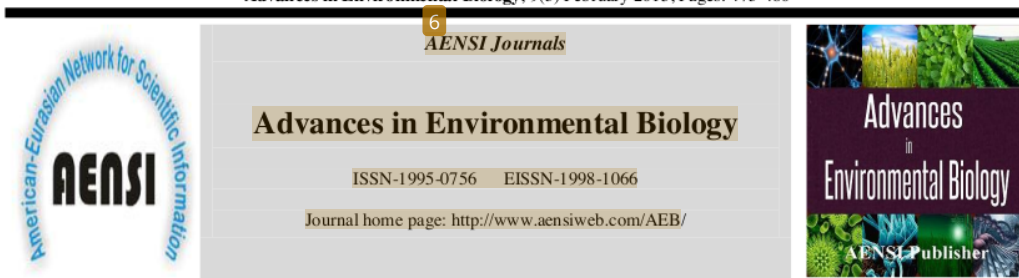 6
AENSI Journals
Advances in Environmental Biology
ISSN-1995-0756 EISSN-1998-1066
Journal home page: http://www.aensiweb.com/AEB/
American-Eurasian Network for Scientific Information
AENSI
Advances
in
Environmental Biology
AENSI Publisher